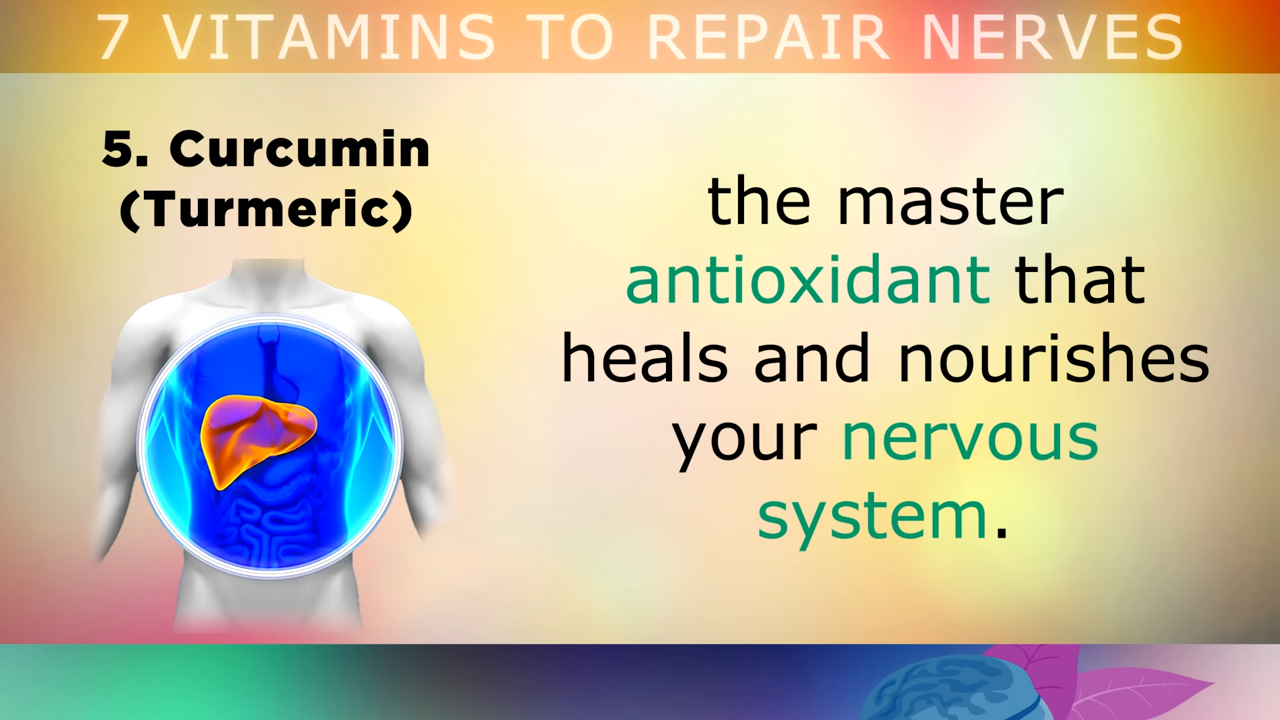 7 VITAMINS TO REPAIR NERVES
5. Curcumin
(Turmeric)
the master
antioxidant that
heals and nourishes
your nervous
system.